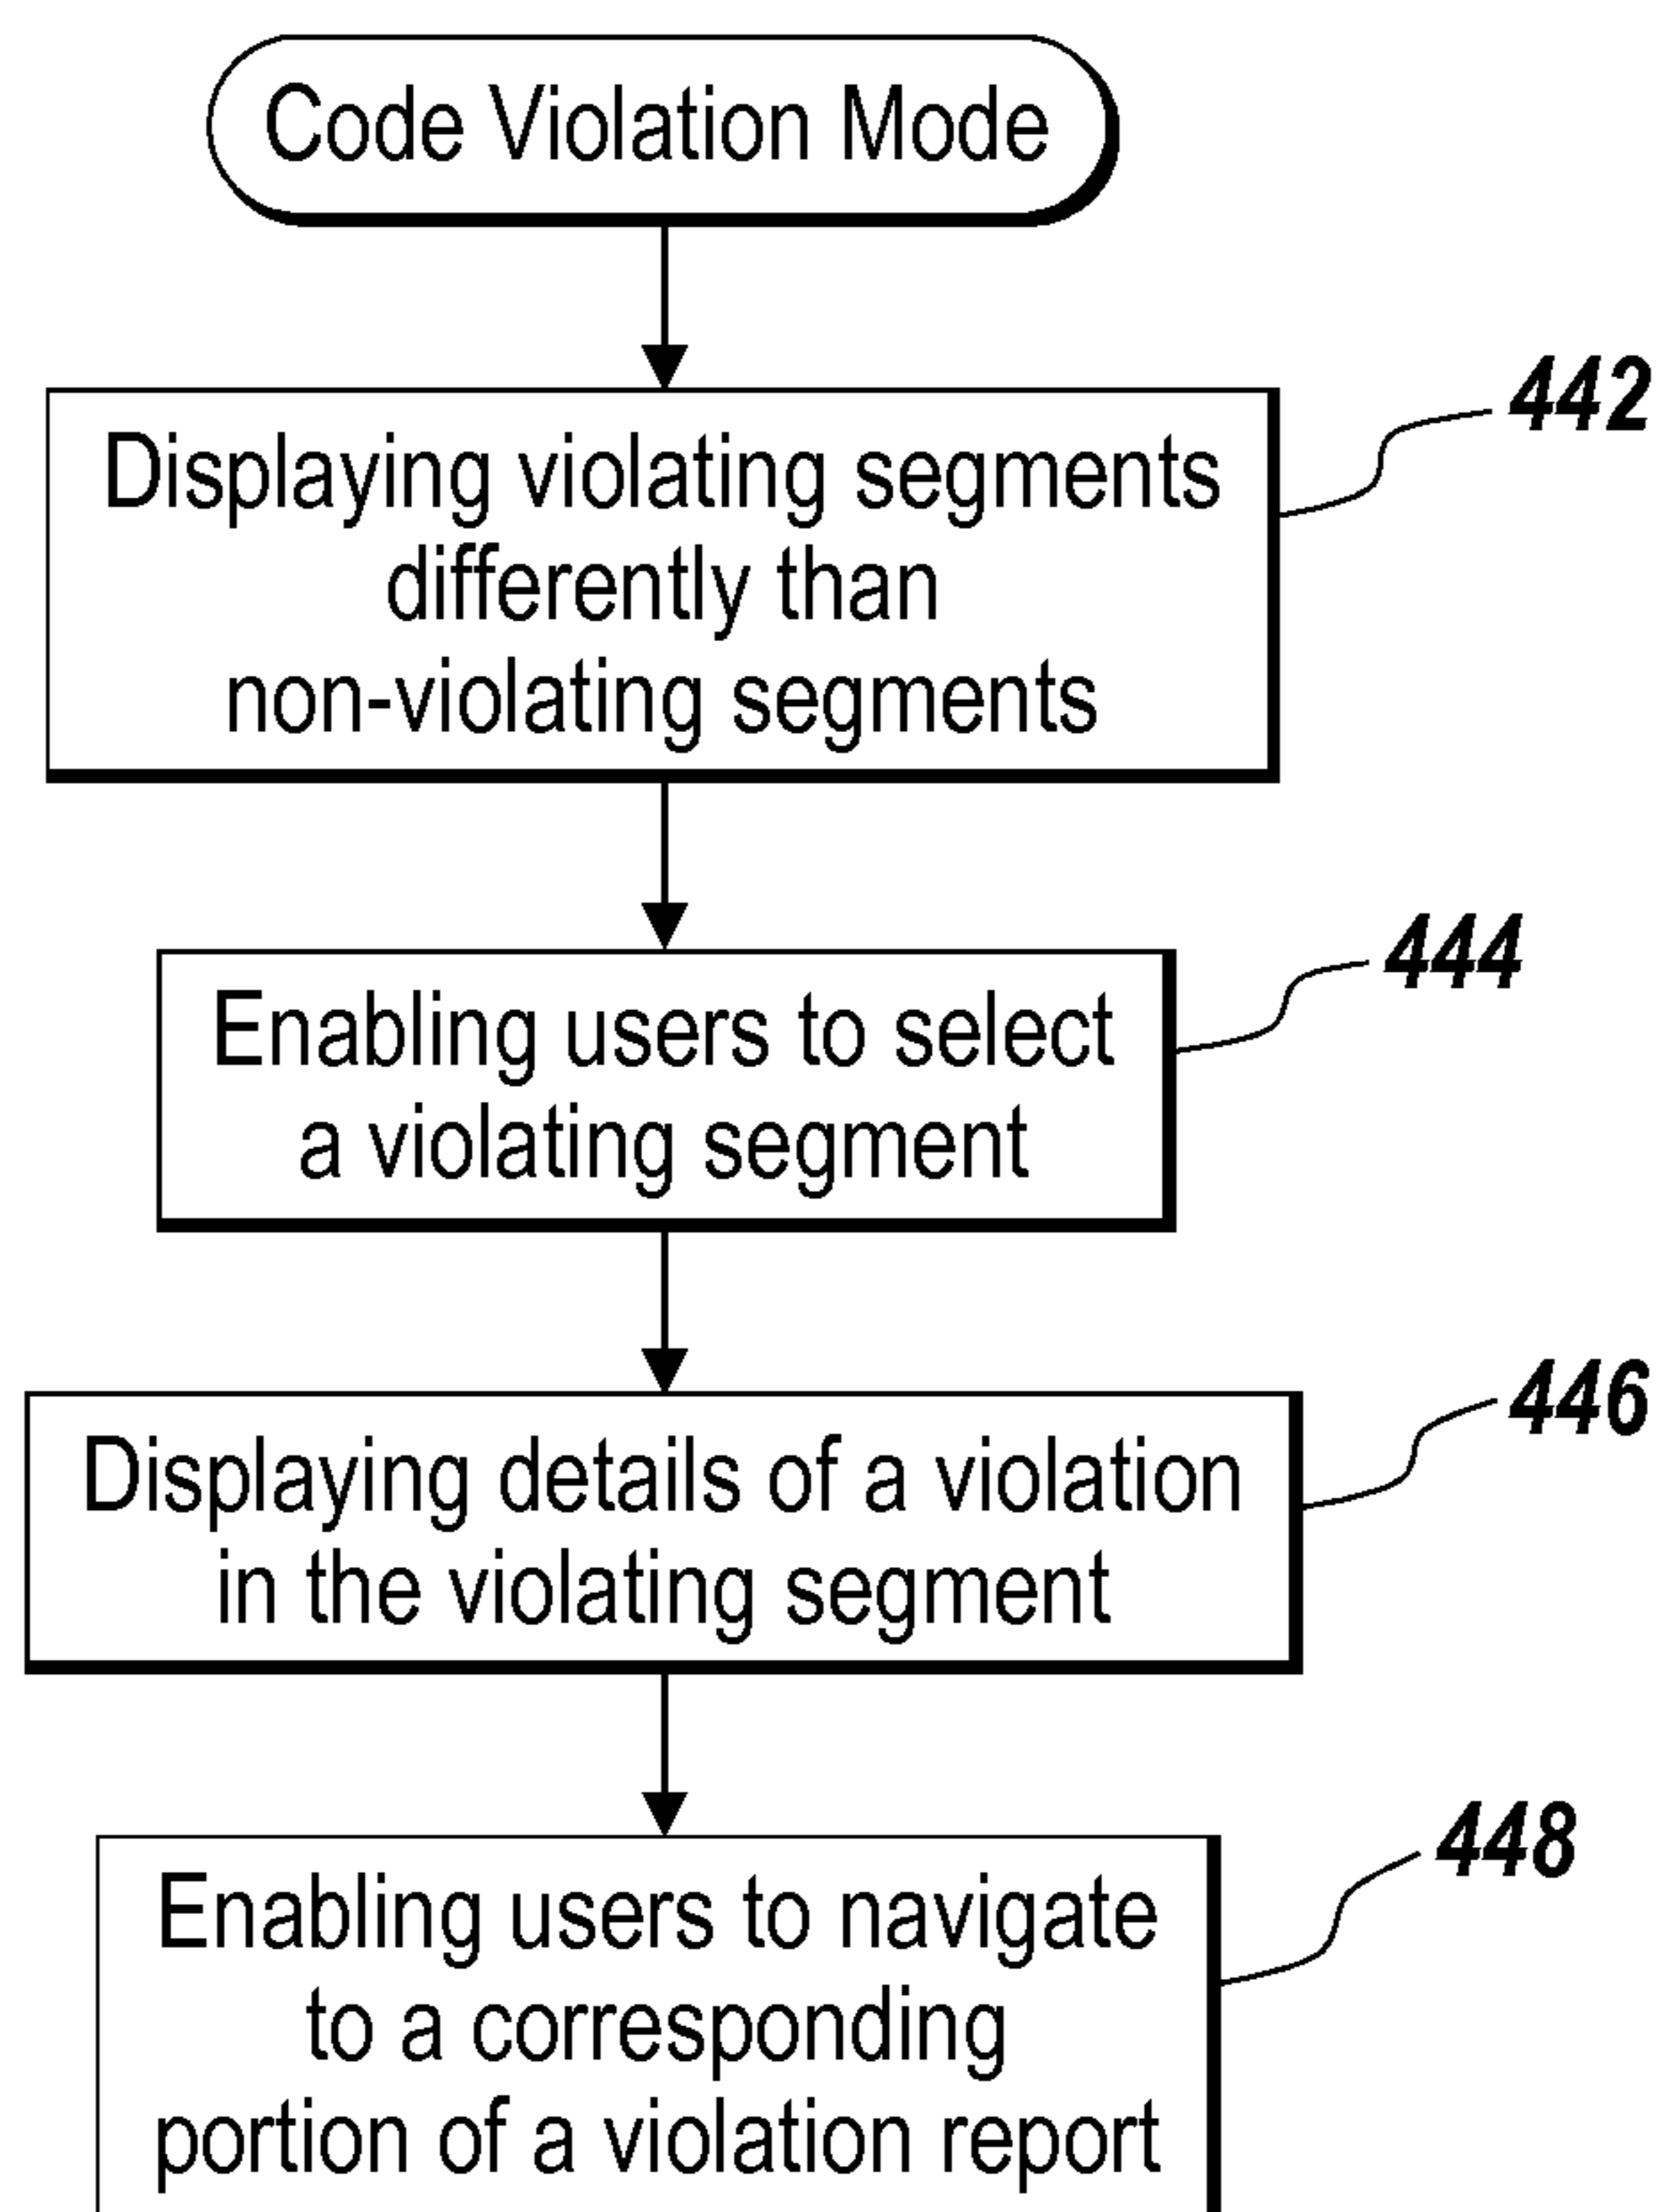 Code Violation Mode
442
Displaying violating segments
differently than
non-violating segments
444
Enabling users to select
a violating segment
446
Displaying details of a violation
in the violating segment
448
Enabling users to navigate
to a corresponding
portion of a violation report